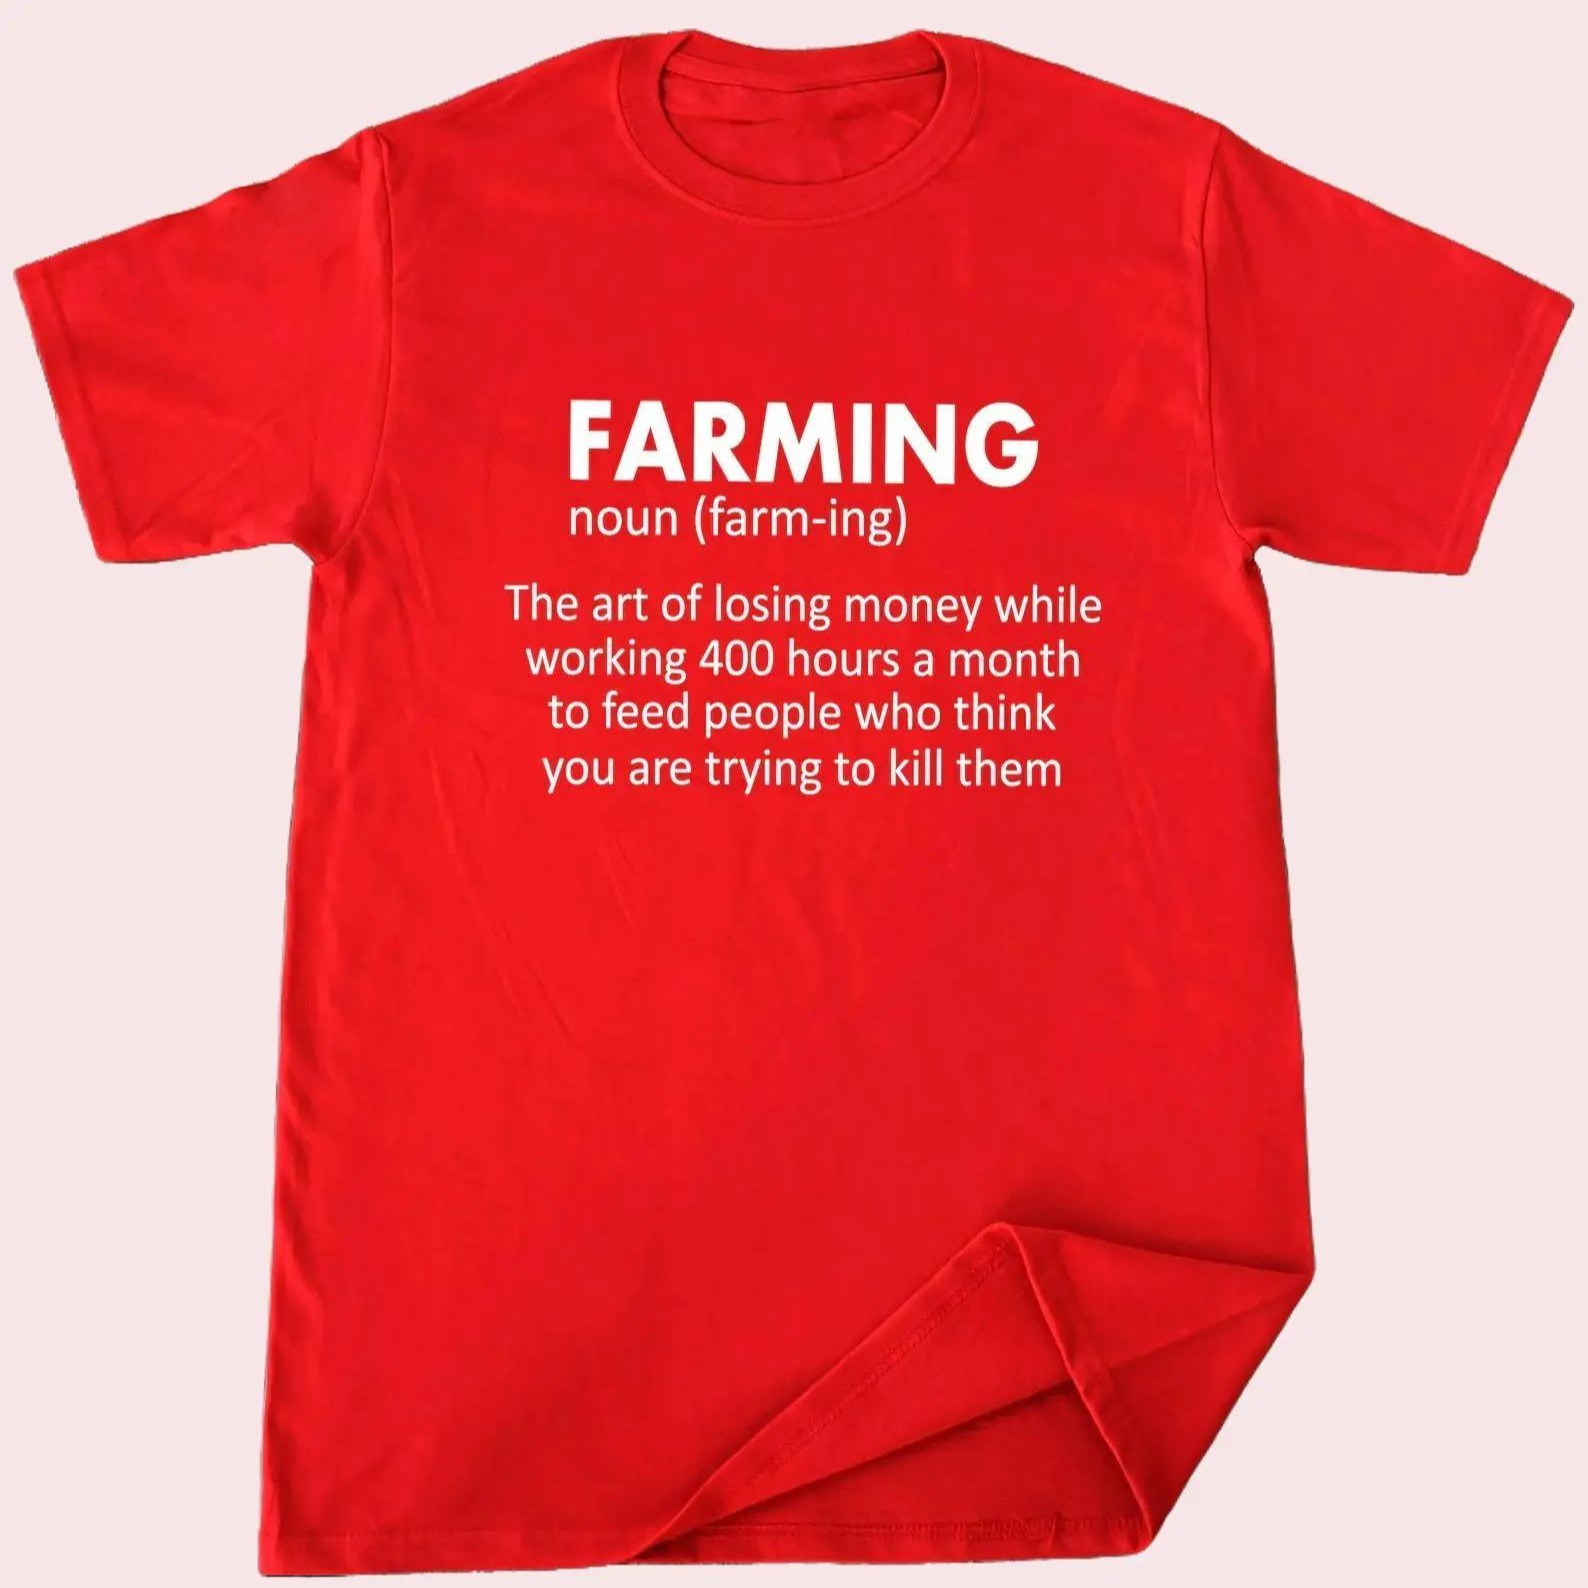 FARMING
noun (farm-ing)
The art of losing money while
working 400 hours a month
to feed people who think
you are trying to kill them